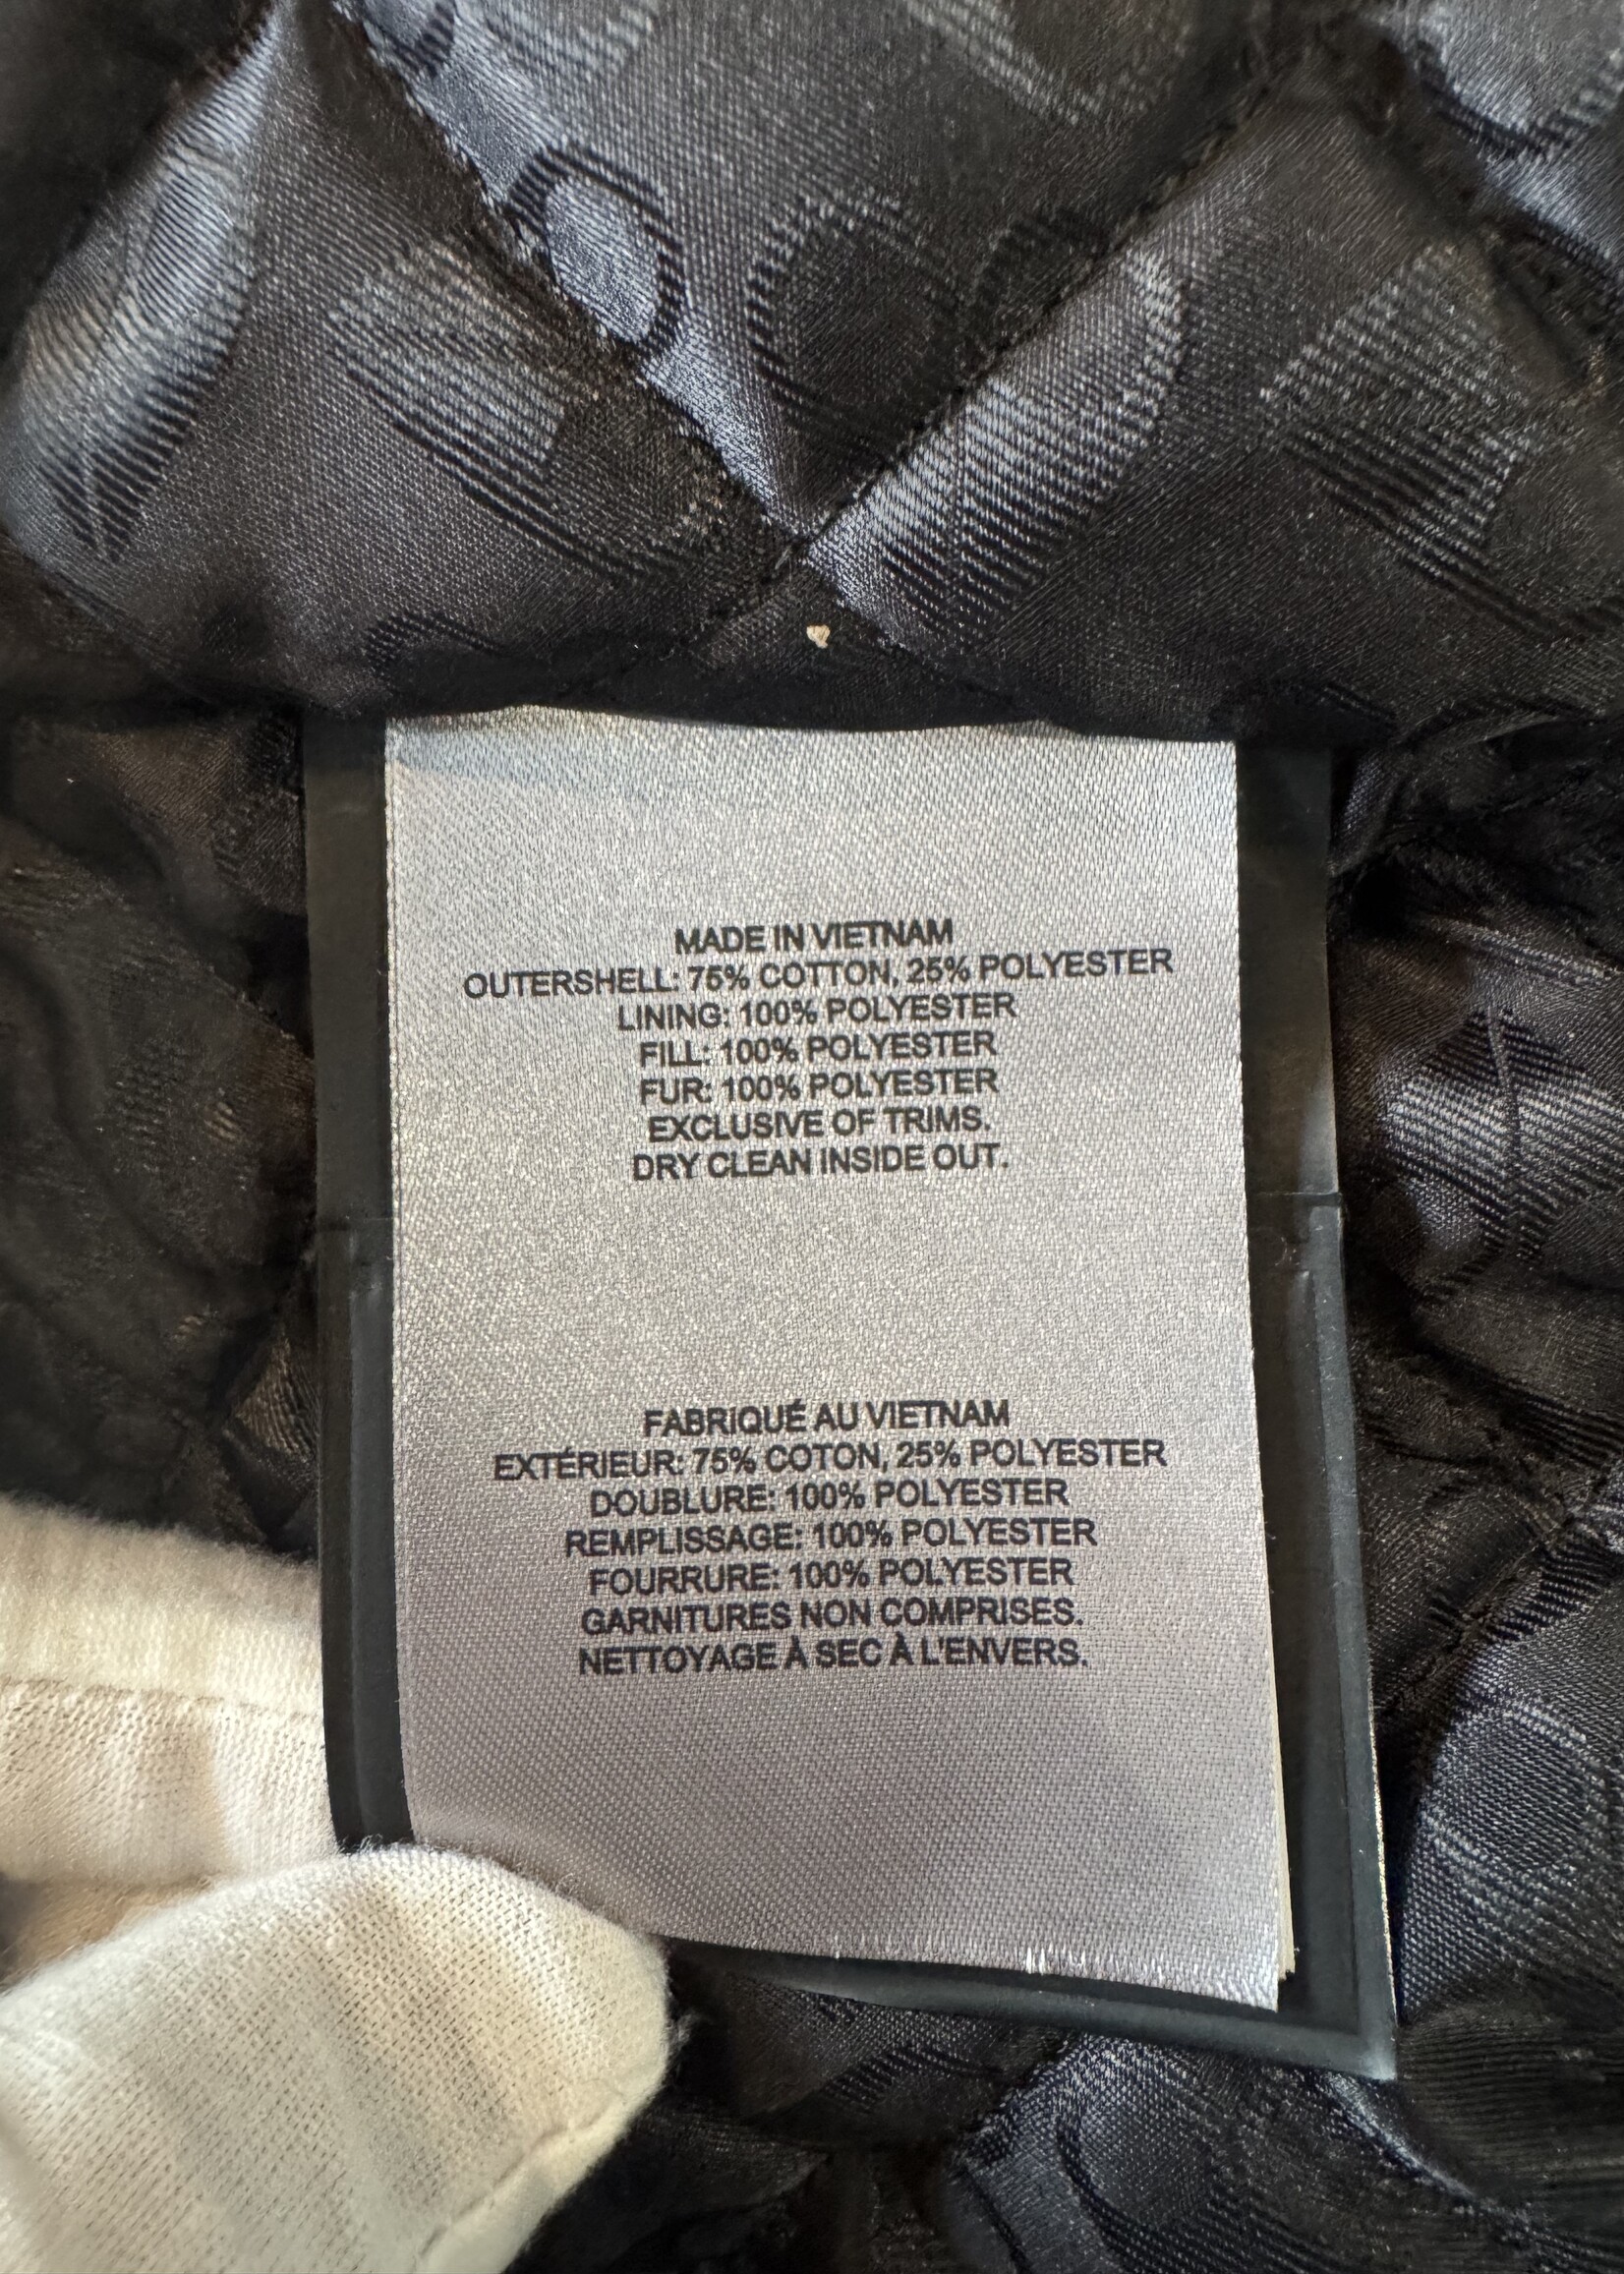 MADE IN VIETNAM
OUTERSHELL: 75% COTTON, 25% POLYESTER
LINING: 100% POLYESTER
FILL: 100% POLYESTER
FUR: 100% POLYESTER
EXCLUSIVE OF TRIMS.
DRY CLEAN INSIDE OUT.
FABRIQUÉ AU VIETNAM
EXTÉRIEUR: 75% COTON, 25% POLYESTER
DOUBLURE: 100% POLYESTER
REMPLISSAGE: 100% POLYESTER
FOURRURE: 100% POLYESTER
GARNITURES NON COMPRISES.
NETTOYAGE À SEC À L'ENVERS.